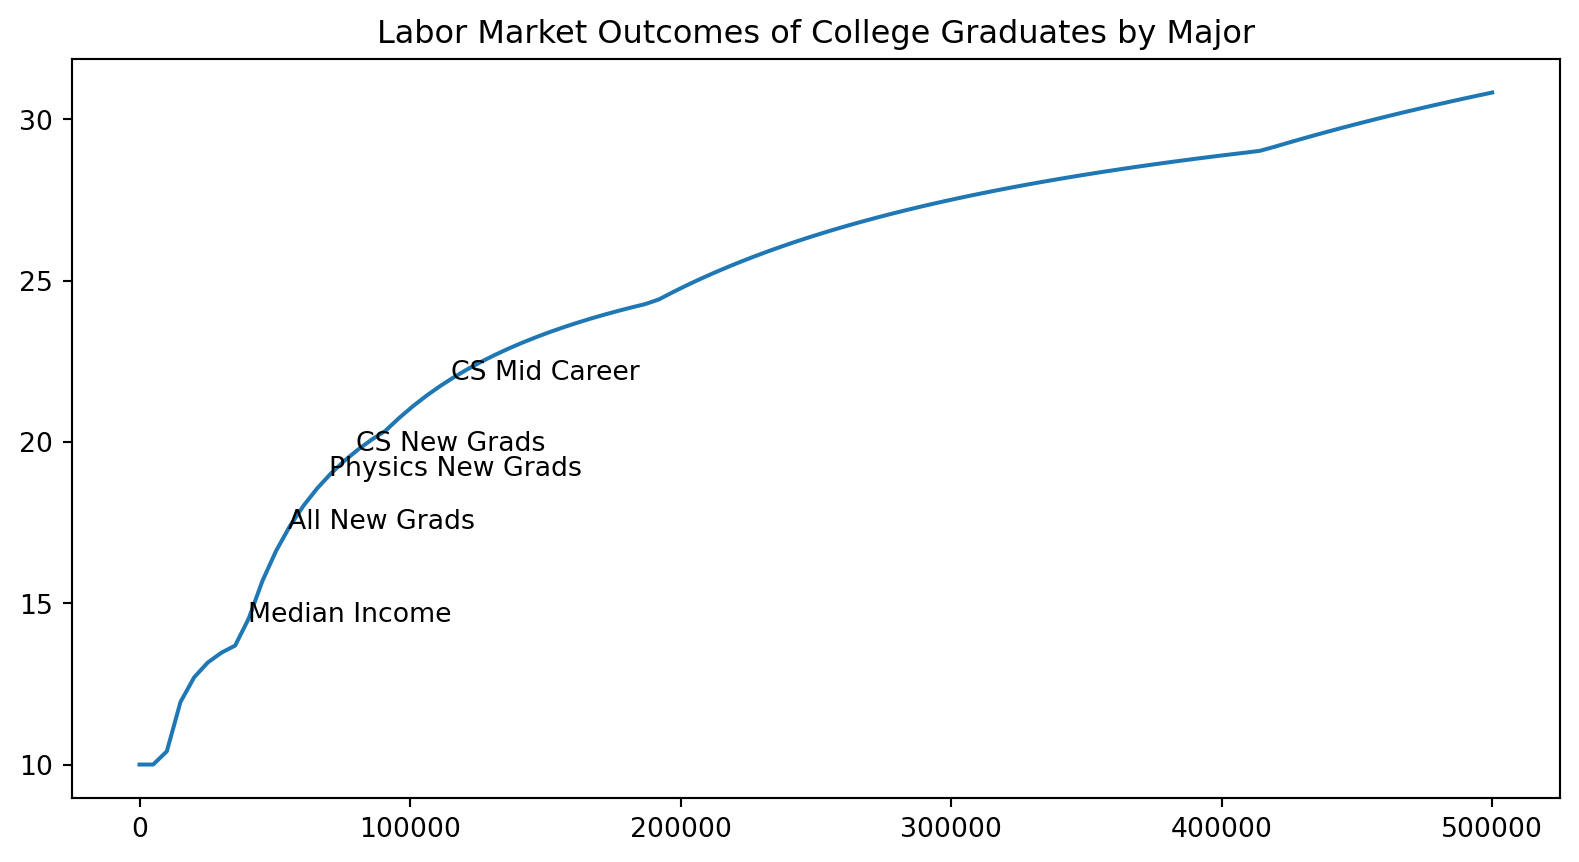 Labor Market Outcomes of College Graduates by Major
30
25
20
15
10
CS Mid Career
CS New Grads
Physics New Grads
All New Grads
Median Income
0 100000 200000 300000 400000 500000